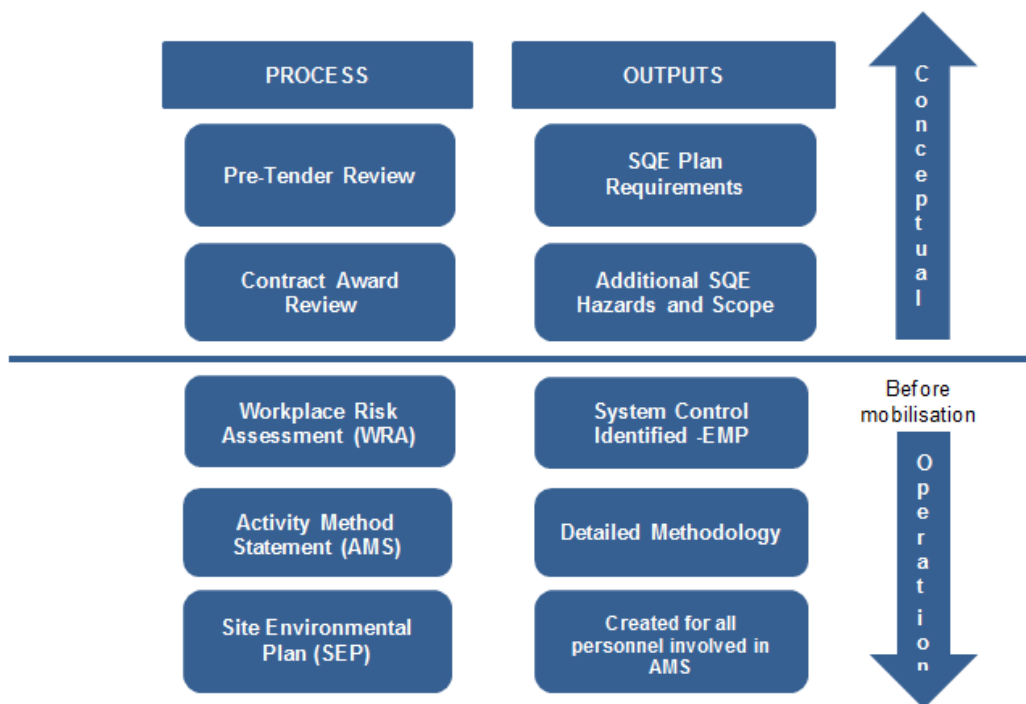 PROCESS
OUTPUTS
Pre-Tender Review
SQE Plan
Requirements
Contract Award
Review
Additional SQE
Hazards and Scope
Conceptual
Workplace Risk
Assessment (WRA)
System Control
Identified -EMP
Before
mobilisation
Activity Method
Statement (AMS)
Detailed Methodology
Site Environmental
Plan (SEP)
Created for all
personnel involved in
AMS
Operation